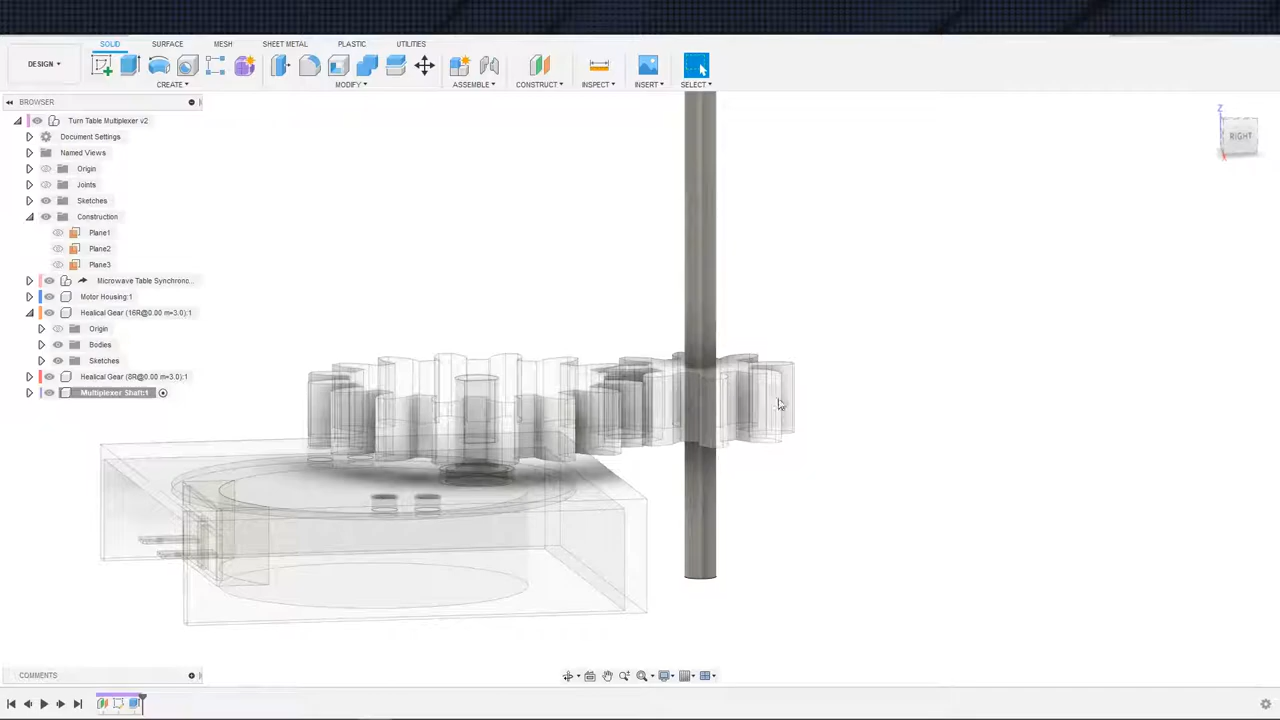 SOLID SURFACE MESH SHEET METAL PLASTIC UTILITIES
DESIGN
CREATE MODIFY ASSEMBLE CONSTRUCT INSPECT INSERT SELECT
BROWSER
Turn Table Multiplexer v2
Document Settings
Named Views
Origin
Joints
Sketches
Construction
Plane1
Plane2
Plane3
Microwave Table Synchronc...
Motor Housing:1
Healical Gear (16R@0.00 m=3.0):1
Origin
Bodies
Sketches
Healical Gear (8R@0.00 m=3.0):1
Multiplexer Shaft:1
Z
RIGHT
X
COMMENTS